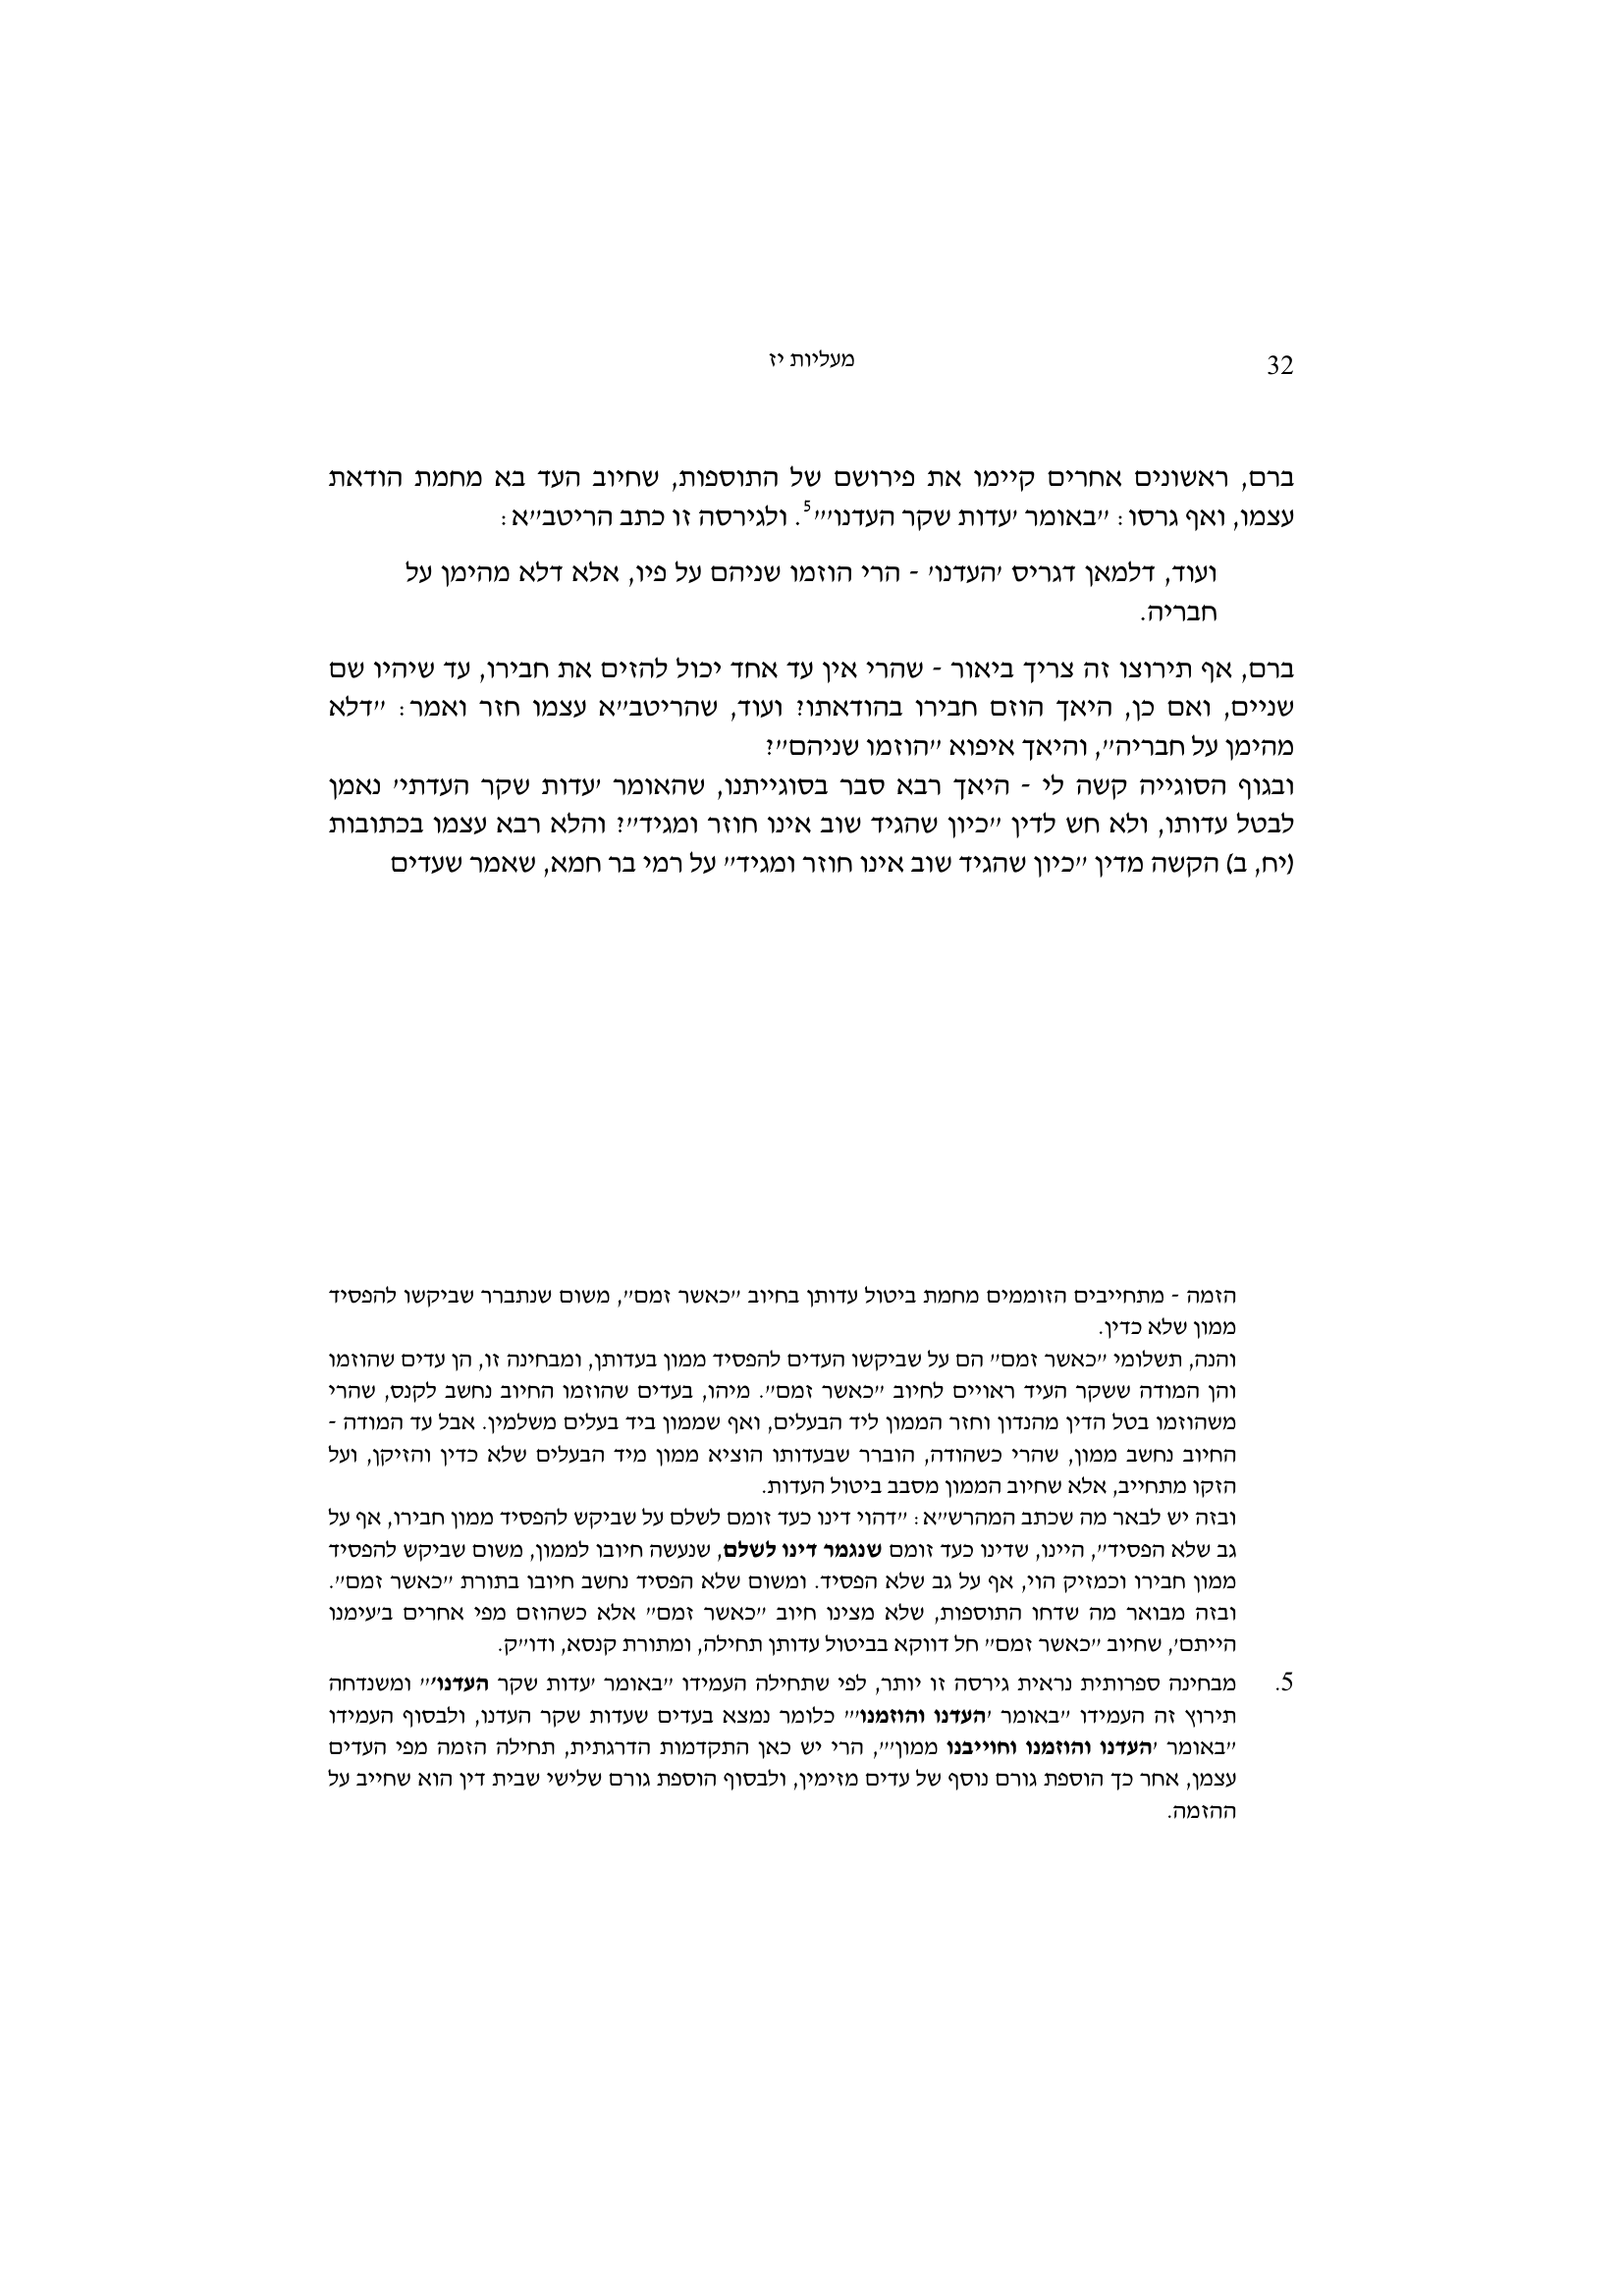 32
מעליות יז
ברם, ראשונים אחרים קיימו את פירושם של התוספות, שחיוב העד בא מחמת הודאת
עצמו, ואף גרסו: ״באומר ׳עדות שקר העדנו׳״5. ולגירסה זו כתב הריטב״א:
ועוד, דלמאן דגריס ׳העדנו׳ - הרי הוזמו שניהם על פיו, אלא דלא מהימן על
חבריה.
ברם, אף תירוצו זה צריך ביאור - שהרי אין עד אחד יכול להזים את חבירו, עד שיהיו שם
שניים, ואם כן, היאך הוזם חבירו בהודאתו? ועוד, שהריטב״א עצמו חזר ואמר: ״דלא
מהימן על חבריה״, והיאך איפוא ״הוזמו שניהם״?
ובגוף הסוגייה קשה לי - היאך רבא סבר בסוגייתנו, שהאומר ׳עדות שקר העדתי׳ נאמן
לבטל עדותו, ולא חש לדין ״כיון שהגיד שוב אינו חוזר ומגיד״? והלא רבא עצמו בכתובות
(יח, ב) הקשה מדין ״כיון שהגיד שוב אינו חוזר ומגיד״ על רמי בר חמא, שאמר שעדים
הזמה - מתחייבים הזוממים מחמת ביטול עדותן בחיוב ״כאשר זמם״, משום שנתברר שביקשו להפסיד
ממון שלא כדין.
והנה, תשלומי ״כאשר זמם״ הם על שביקשו העדים להפסיד ממון בעדותן, ומבחינה זו, הן עדים שהוזמו
והן המודה ששקר העיד ראויים לחיוב ״כאשר זמם״. מיהו, בעדים שהוזמו החיוב נחשב לקנס, שהרי
משהוזמו בטל הדין מהנדון וחזר הממון ליד הבעלים, ואף שממון ביד בעלים משלמין. אבל עד המודה -
החיוב נחשב ממון, שהרי כשהודה, הוברר שבעדותו הוציא ממון מיד הבעלים שלא כדין והזיקן, ועל
הזקו מתחייב, אלא שחיוב הממון מסבב ביטול העדות.
ובזה יש לבאר מה שכתב המהרש״א: ״דהוי דינו כעד זומם לשלם על שביקש להפסיד ממון חבירו, אף על
גב שלא הפסיד״, היינו, שדינו כעד זומם שנגמר דינו לשלם, שנעשה חיובו לממון, משום שביקש להפסיד
ממון חבירו וכמזיק הוי, אף על גב שלא הפסיד. ומשום שלא הפסיד נחשב חיובו בתורת ״כאשר זמם״.
ובזה מבואר מה שדחו התוספות, שלא מצינו חיוב ״כאשר זמם״ אלא כשהוזם מפי אחרים ב׳עימנו
הייתם׳, שחיוב ״כאשר זמם״ חל דווקא בביטול עדותן תחילה, ומתורת קנסא, ודו״ק.
5. מבחינה ספרותית נראית גירסה זו יותר, לפי שתחילה העמידו ״באומר ׳עדות שקר העדנו׳״ ומשנדחה
תירוץ זה העמידו ״באומר ׳העדנו והוזמנו׳״ כלומר נמצא בעדים שעדות שקר העדנו, ולבסוף העמידו
״באומר ׳העדנו והוזמנו וחוייבנו ממון׳״, הרי יש כאן התקדמות הדרגתית, תחילה הזמה מפי העדים
עצמן, אחר כך הוספת גורם נוסף של עדים מזימין, ולבסוף הוספת גורם שלישי שבית דין הוא שחייב על
ההזמה.